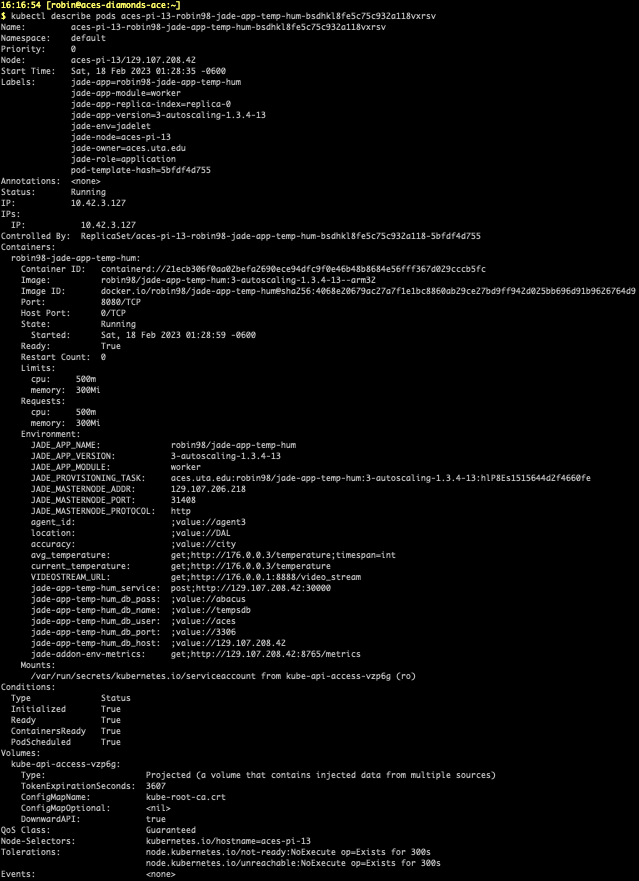 16:16:54 [robin@aces-diamonds-ace:~]
$ kubectl describe pods aces-pi-13-robin98-jade-app-temp-hum-bsdhkl8fe5c75c932a118vxrsv
Name:         aces-pi-13-robin98-jade-app-temp-hum-bsdhkl8fe5c75c932a118vxrsv
Namespace:    default
Priority:     0
Node:         aces-pi-13/129.107.208.42
Start Time:   Sat, 18 Feb 2023 01:28:35 -0600
Labels:       jade-app=robin98-jade-app-temp-hum
              jade-app-module=worker
              jade-app-replica-index=replica-0
              jade-app-version=3-autoscaling-1.3.4-13
              jade-env=jadelet
              jade-node=aces-pi-13
              jade-owner=aces.uta.edu
              jade-role=application
              pod-template-hash=5bfdf4d755
Annotations:  <none>
Status:       Running
IP:           10.42.3.127
IPs:
  IP:           10.42.3.127
Controlled By:  ReplicaSet/aces-pi-13-robin98-jade-app-temp-hum-bsdhkl8fe5c75c932a118-5bfdf4d755
Containers:
  robin98-jade-app-temp-hum:
    Container ID:   containerd://21ecb306f0aa02befa2690ece94dfc9f0e46b48b8684e56fff367d029cccb5fc
    Image:          robin98/jade-app-temp-hum:3-autoscaling-1.3.4-13--arm32
    Image ID:       docker.io/robin98/jade-app-temp-hum@sha256:4068e20679ac27a7f1e1bc8860ab29ce27bd9ff942d025bb696d91b9626764d9
    Port:           8080/TCP
    Host Port:      0/TCP
    State:          Running
      Started:      Sat, 18 Feb 2023 01:28:59 -0600
    Ready:          True
    Restart Count:  0
    Limits:
      cpu:     500m
      memory:  300Mi
    Requests:
      cpu:     500m
      memory:  300Mi
    Environment:
      JADE_APP_NAME:              robin98/jade-app-temp-hum
      JADE_APP_VERSION:           3-autoscaling-1.3.4-13
      JADE_APP_MODULE:            worker
      JADE_PROVISIONING_TASK:     aces.uta.edu:robin98/jade-app-temp-hum:3-autoscaling-1.3.4-13:hlP8Es1515644d2f4660fe
      JADE_MASTERNODE_ADDR:       129.107.206.218
      JADE_MASTERNODE_PORT:       31408
      JADE_MASTERNODE_PROTOCOL:   http
      agent_id:                   ;value://agent3
      location:                   ;value://DAL
      accuracy:                   ;value://city
      avg_temperature:            get;http://176.0.0.3/temperature;timespan=int
      current_temperature:        get;http://176.0.0.3/temperature
      VIDEOSTREAM_URL:            get;http://176.0.0.1:8888/video_stream
      jade-app-temp-hum_service:  post;http://129.107.208.42:30000
      jade-app-temp-hum_db_pass:  ;value://abacus
      jade-app-temp-hum_db_name:  ;value://tempsdb
      jade-app-temp-hum_db_user:  ;value://aces
      jade-app-temp-hum_db_port:  ;value://3306
      jade-app-temp-hum_db_host:  ;value://129.107.208.42
      jade-addon-env-metrics:     get;http://129.107.208.42:8765/metrics
    Mounts:
      /var/run/secrets/kubernetes.io/serviceaccount from kube-api-access-vzp6g (ro)
Conditions:
  Type              Status
  Initialized       True
  Ready             True
  ContainersReady   True
  PodScheduled      True
Volumes:
  kube-api-access-vzp6g:
    Type:                    Projected (a volume that contains injected data from multiple sources)
    TokenExpirationSeconds:  3607
    ConfigMapName:           kube-root-ca.crt
    ConfigMapOptional:       <nil>
    DownwardAPI:             true
QoS Class:                   Guaranteed
Node-Selectors:              kubernetes.io/hostname=aces-pi-13
Tolerations:                 node.kubernetes.io/not-ready:NoExecute op=Exists for 300s
                             node.kubernetes.io/unreachable:NoExecute op=Exists for 300s
Events:                      <none>